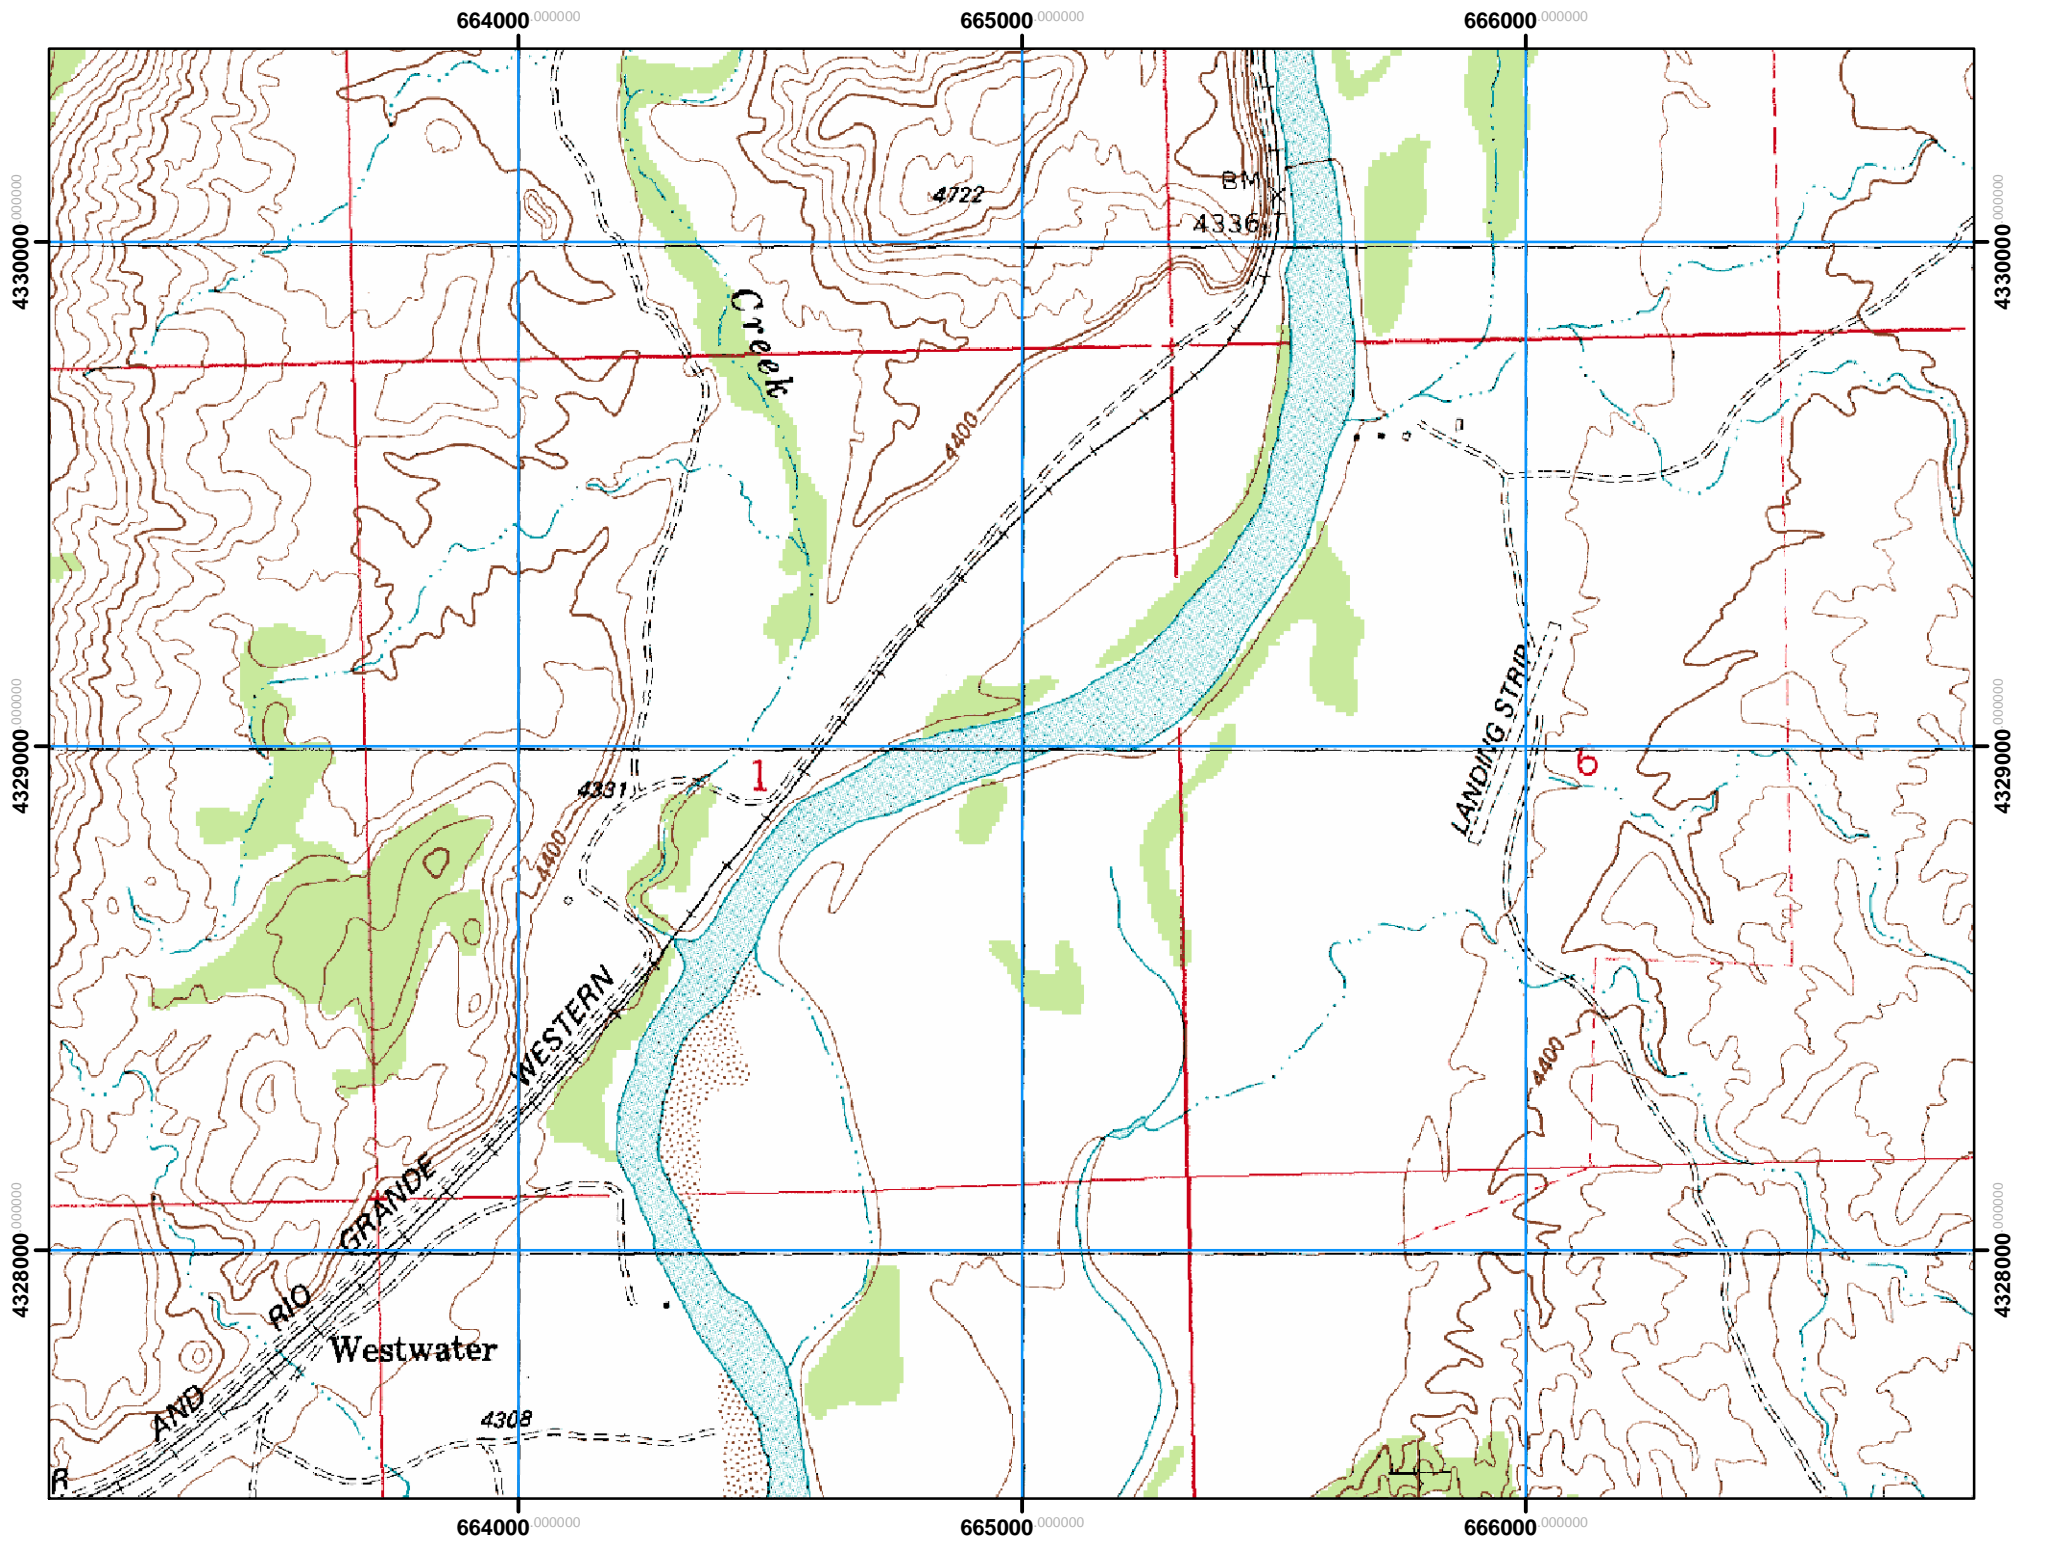 664000.000000 665000.000000 666000.000000
4722
BM
4336
4330000.000000 4330000.000000
Creek
4400
LANDING STRIP
4329000.000000 4329000.000000
4331
1
6
4400
WESTERN
4400
GRANDE
4328000.000000 4328000.000000
RIO
Westwater
AND
4308
R
664000.000000 665000.000000 666000.000000